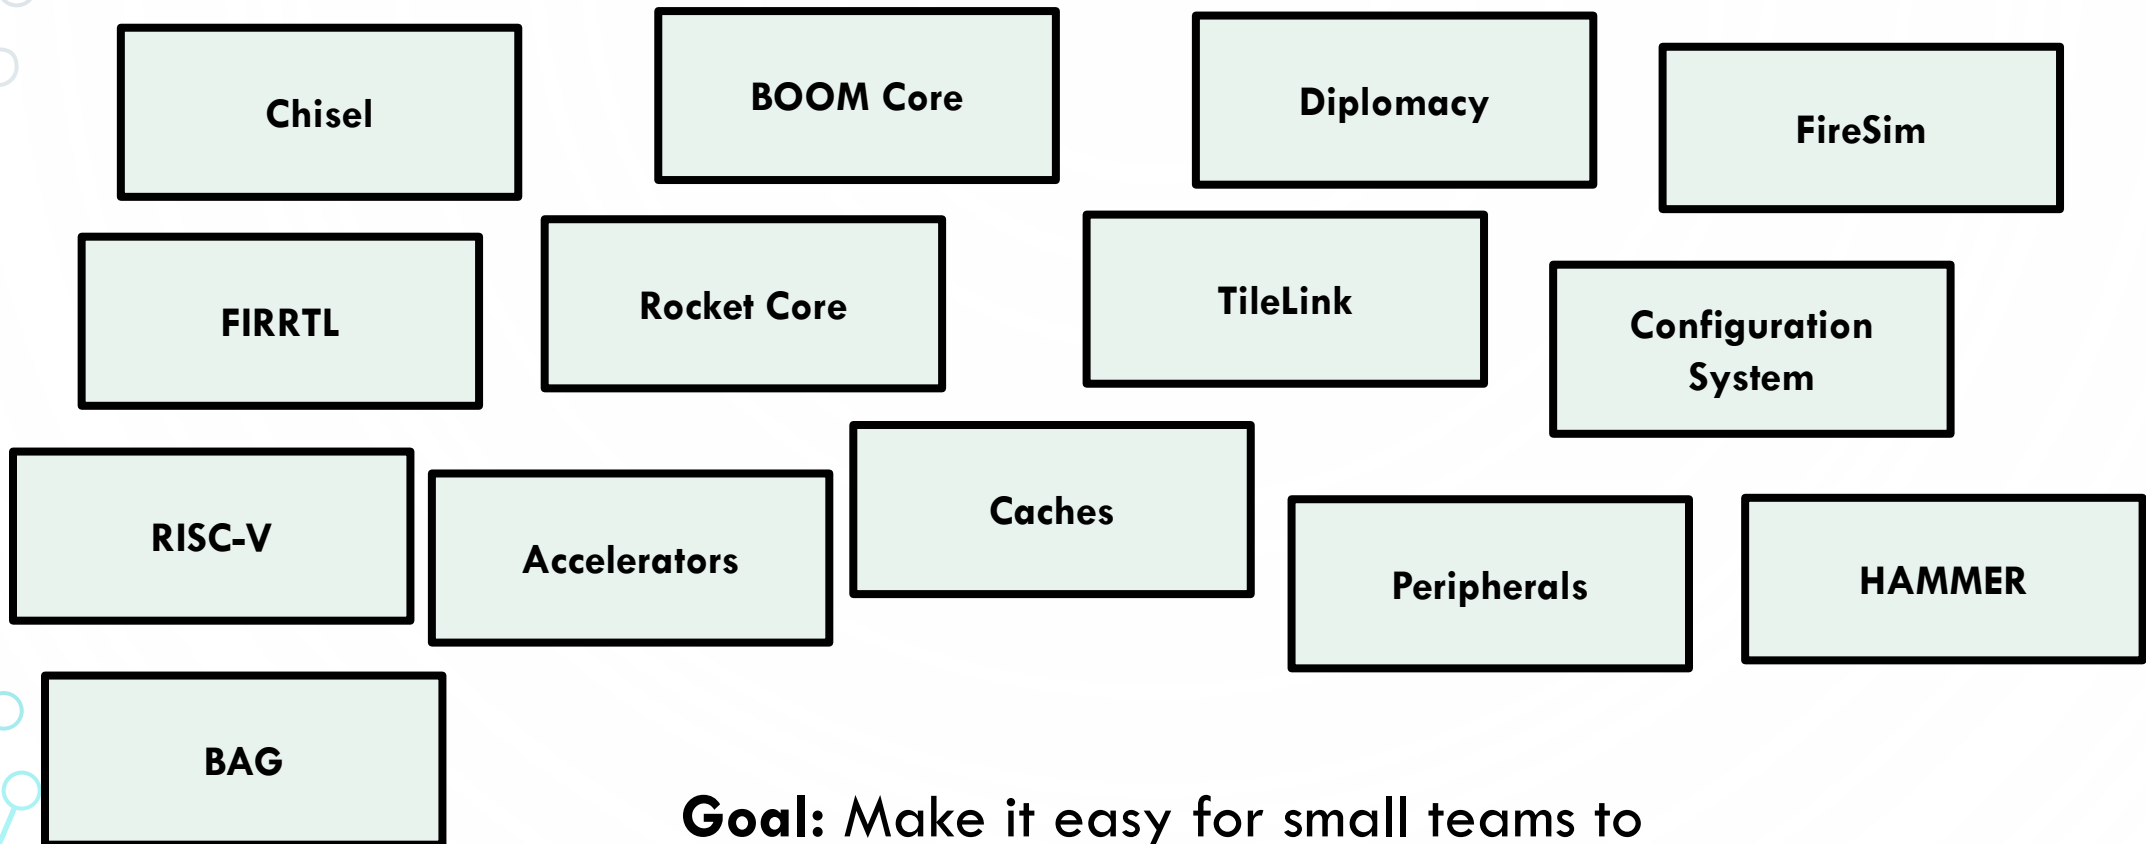 Chisel
BOOM Core
Diplomacy
FireSim
FIRRTL
Rocket Core
TileLink
Configuration
System
RISC-V
Accelerators
Caches
Peripherals
HAMMER
BAG
Goal: Make it easy for small teams to